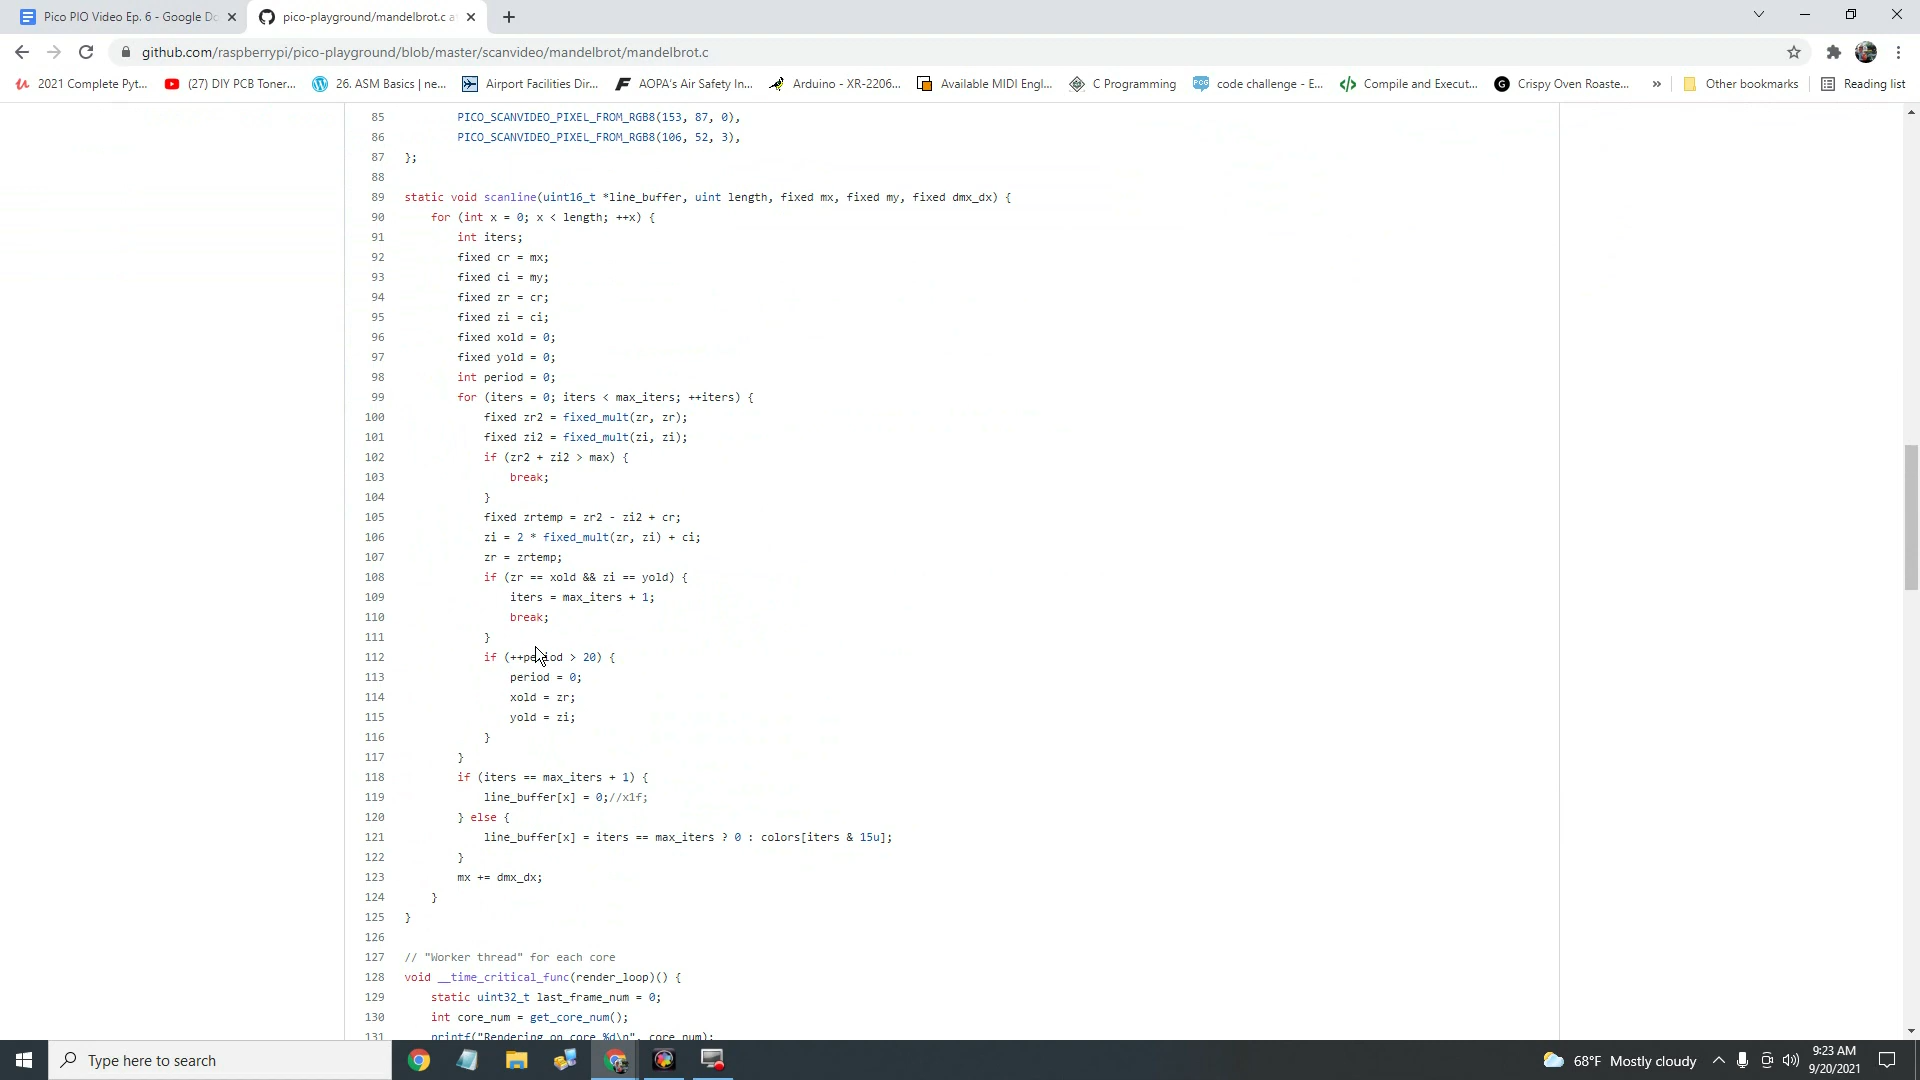 Pico PIO Video Ep. 6 - Google Do
pico-playground/mandelbrot.c at
github.com/raspberrypi/pico-playground/blob/master/scanvideo/mandelbrot/mandelbrot.c
2021 Complete Pyt...
(27) DIY PCB Toner...
26. ASM Basics | ne...
Airport Facilities Dir...
AOPA's Air Safety In...
Arduino - XR-2206...
Available MIDI Engl...
C Programming
code challenge - E...
Compile and Execut...
Crispy Oven Roaste...
»
Other bookmarks
Reading list
85 PICO_SCANVIDEO_PIXEL_FROM_RGB8(153, 87, 0),
86 PICO_SCANVIDEO_PIXEL_FROM_RGB8(106, 52, 3),
87 };
88
89 static void scanline(uint16_t *line_buffer, uint length, fixed mx, fixed my, fixed dmx_dx) {
90 for (int x = 0; x < length; ++x) {
91 int iters;
92 fixed cr = mx;
93 fixed ci = my;
94 fixed zr = cr;
95 fixed zi = ci;
96 fixed xold = 0;
97 fixed yold = 0;
98 int period = 0;
99 for (iters = 0; iters < max_iters; ++iters) {
100 fixed zr2 = fixed_mult(zr, zr);
101 fixed zi2 = fixed_mult(zi, zi);
102 if (zr2 + zi2 > max) {
103 break;
104 }
105 fixed zrtemp = zr2 - zi2 + cr;
106 zi = 2 * fixed_mult(zr, zi) + ci;
107 zr = zrtemp;
108 if (zr == xold && zi == yold) {
109 iters = max_iters + 1;
110 break;
111 }
112 if (++period > 20) {
113 period = 0;
114 xold = zr;
115 yold = zi;
116 }
117 }
118 if (iters == max_iters + 1) {
119 line_buffer[x] = 0;//x1f;
120 } else {
121 line_buffer[x] = iters == max_iters ? 0 : colors[iters & 15u];
122 }
123 mx += dmx_dx;
124 }
125 }
126
127 // "Worker thread" for each core
128 void __time_critical_func(render_loop)() {
129 static uint32_t last_frame_num = 0;
130 int core_num = get_core_num();
131 printf("Rendering on core %d\n", core_num);
Type here to search
68°F Mostly cloudy
9:23 AM
9/20/2021